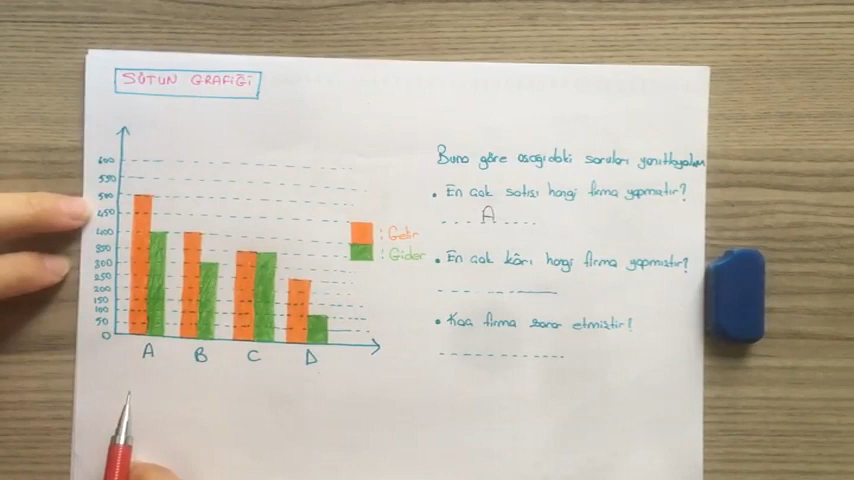 SÜTUN GRAFİĞİ
600
550
500
450
400
350
300
250
200
150
100
50
0
A B C D
: Gelir
: Gider
Buna göre aşağıdaki soruları yanıtlayalım
• En çok satışı hangi firma yapmıştır?
A
• En çok kârı hangi firma yapmıştır?
• Kaç firma zarar etmiştir?